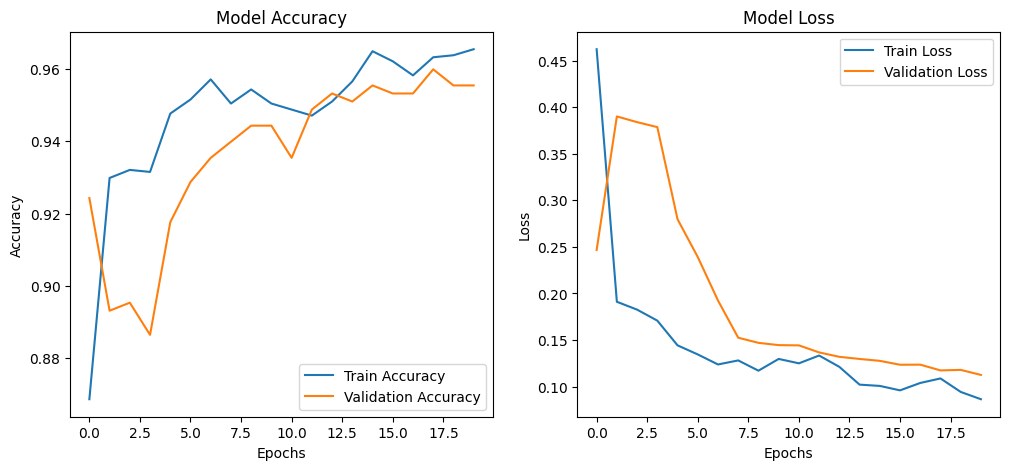 Model Accuracy
Accuracy
0.96
0.94
0.92
0.90
0.88
0.0 2.5 5.0 7.5 10.0 12.5 15.0 17.5
Epochs
Train Accuracy
Validation Accuracy
Model Loss
Loss
0.45
0.40
0.35
0.30
0.25
0.20
0.15
0.10
0.0 2.5 5.0 7.5 10.0 12.5 15.0 17.5
Epochs
Train Loss
Validation Loss